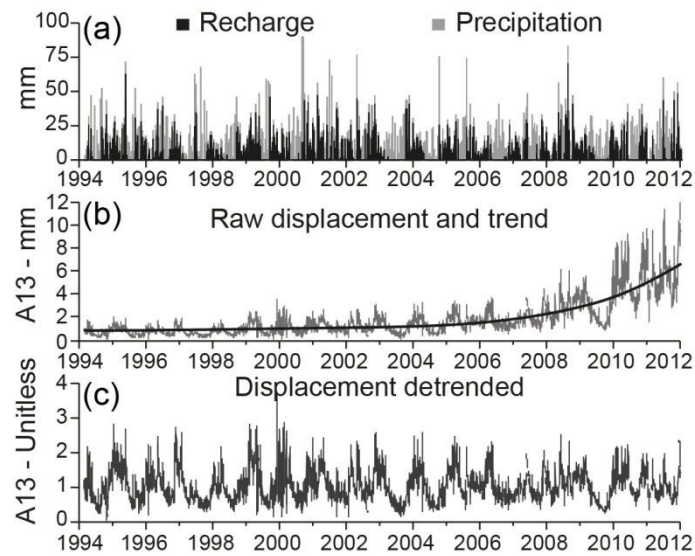 (a) Recharge Precipitation
mm
100
75
50
25
0
1994 1996 1998 2000 2002 2004 2006 2008 2010 2012
(b) Raw displacement and trend
A13 - mm
12
10
8
6
4
2
0
1994 1996 1998 2000 2002 2004 2006 2008 2010 2012
(c) Displacement detrended
A13 - Unitless
4
3
2
1
0
1994 1996 1998 2000 2002 2004 2006 2008 2010 2012